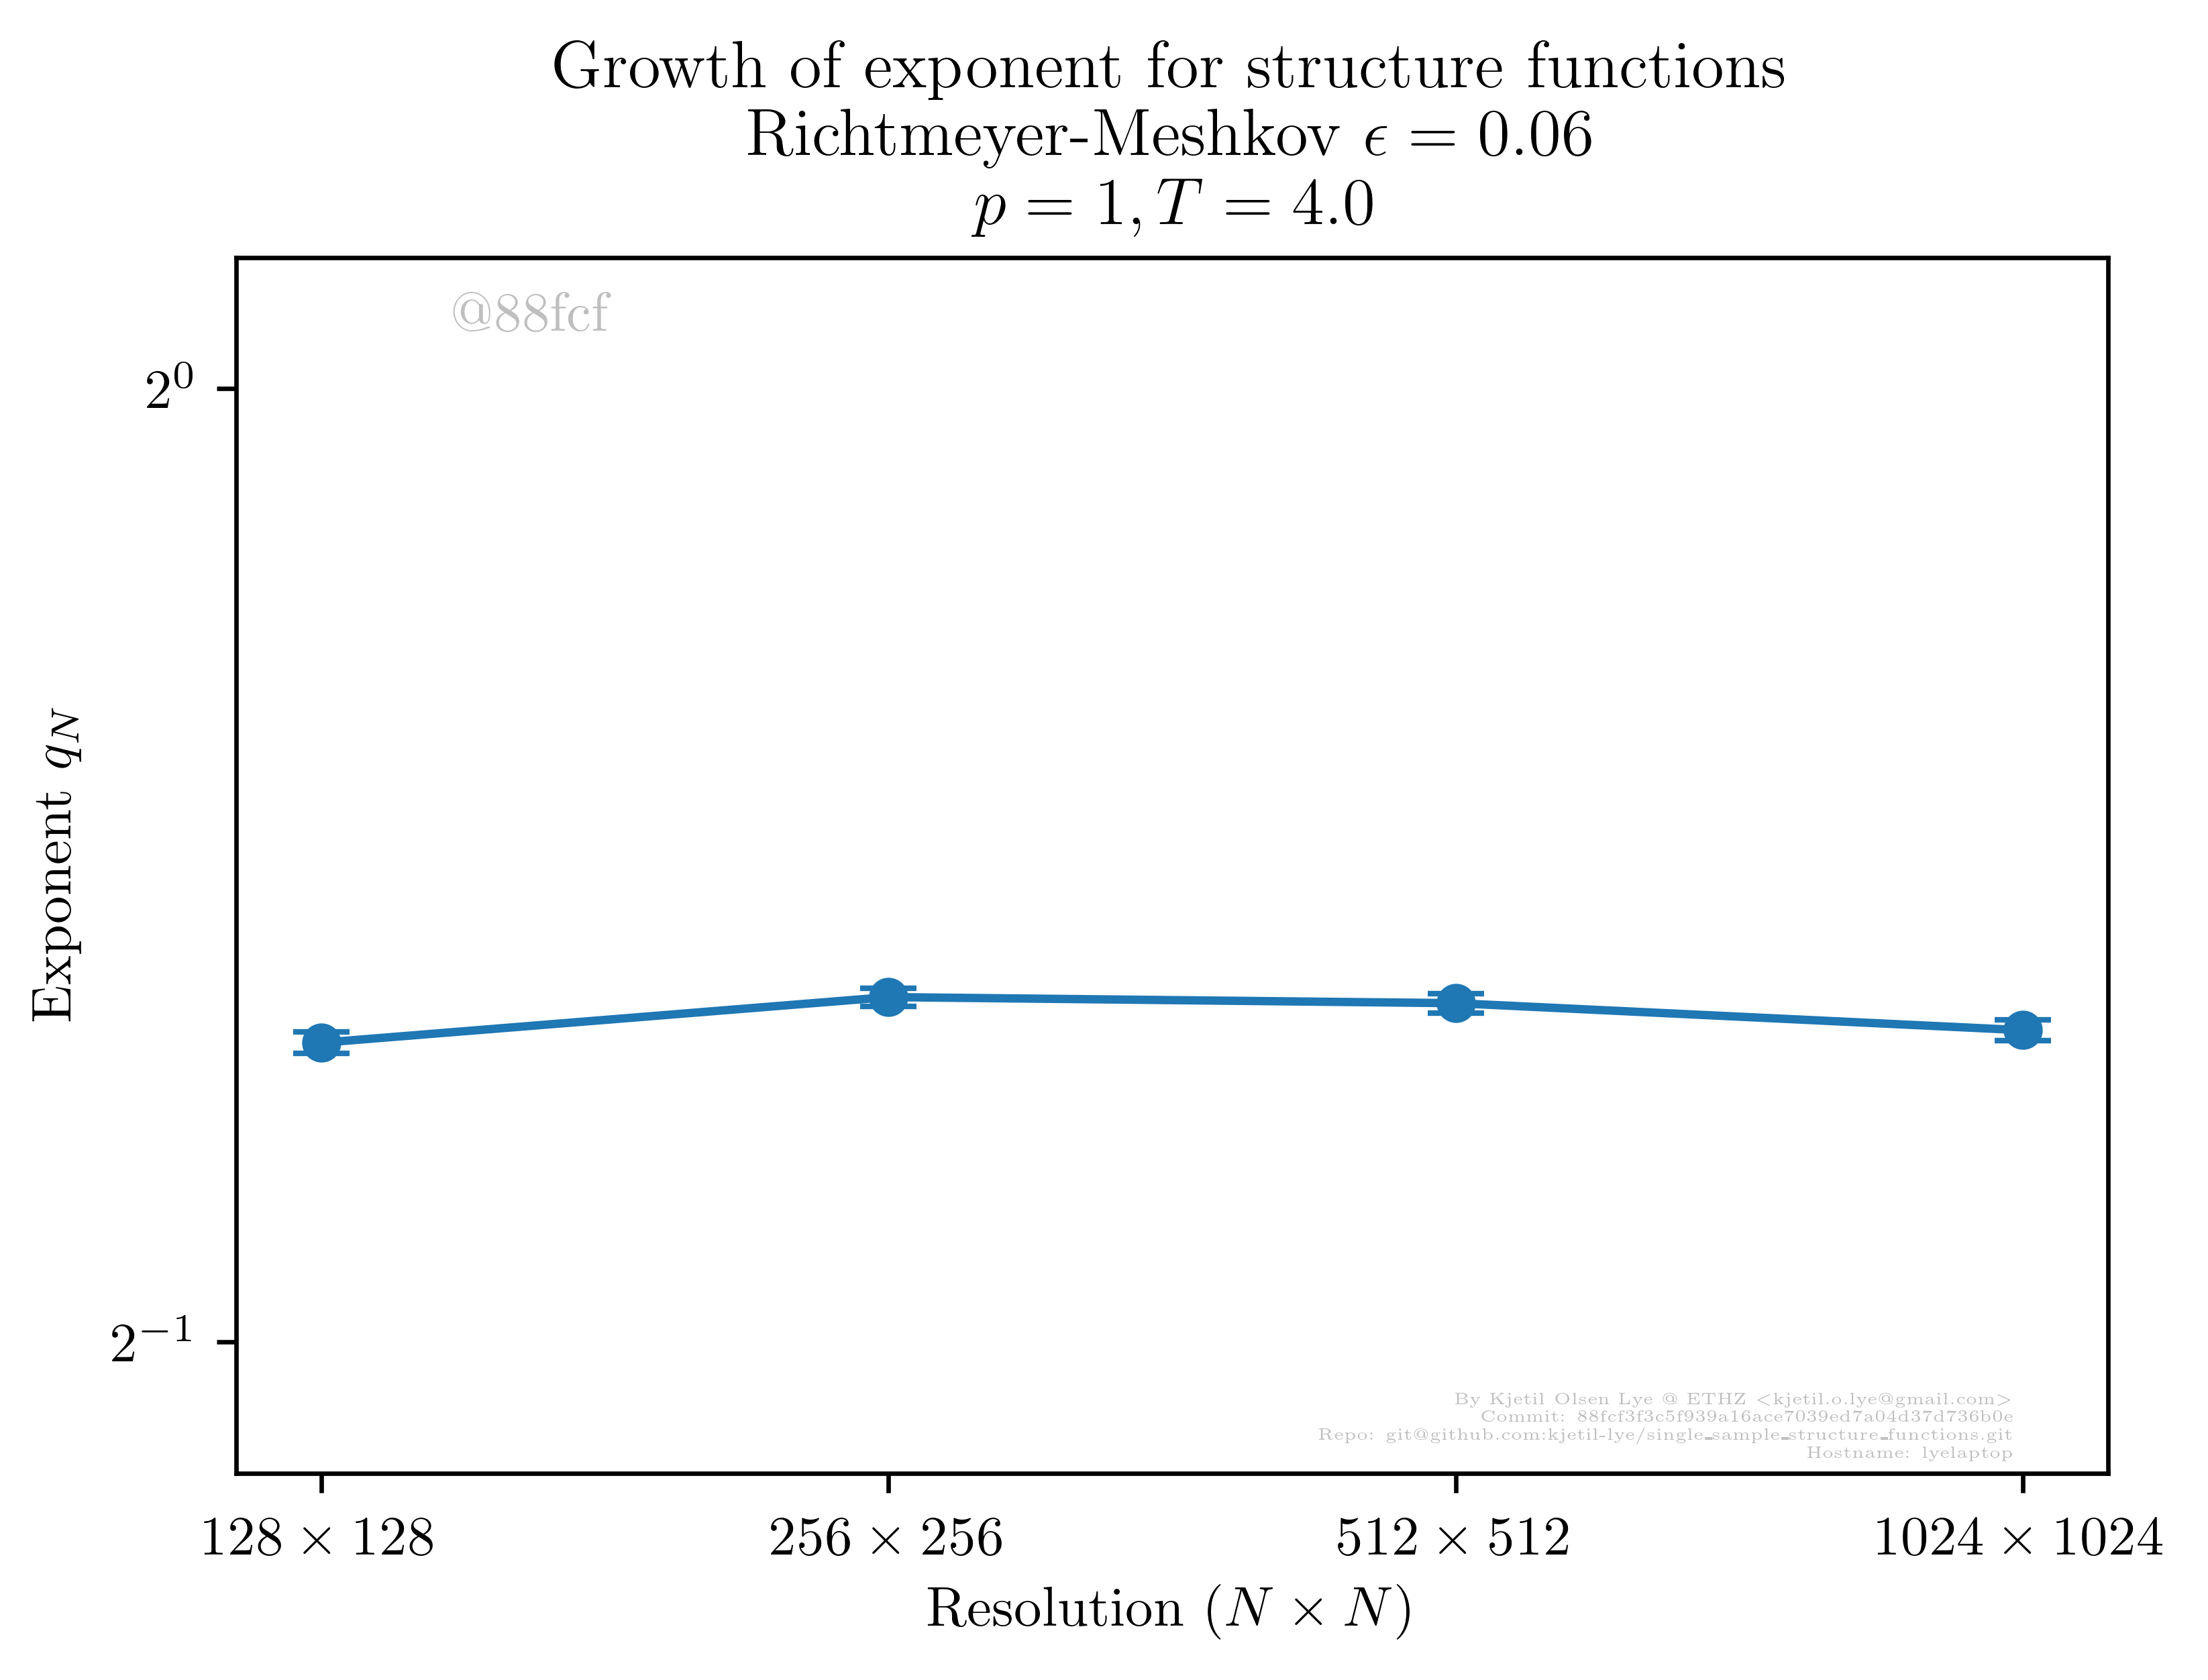 Growth of exponent for structure functions
Richtmeyer-Meshkov ϵ = 0.06
p = 1, T = 4.0
@88fcf
2⁰
Exponent q_N
2⁻¹
By Kjetil Olsen Lye @ ETHZ <kjetil.o.lye@gmail.com>
Commit: 88fcf3f3c5f939a16ace7039ed7a04d37d736b0e
Repo: git@github.com:kjetil-lye/single_sample_structure_functions.git
Hostname: lyelaptop
128 × 128 256 × 256 512 × 512 1024 × 1024
Resolution (N × N)